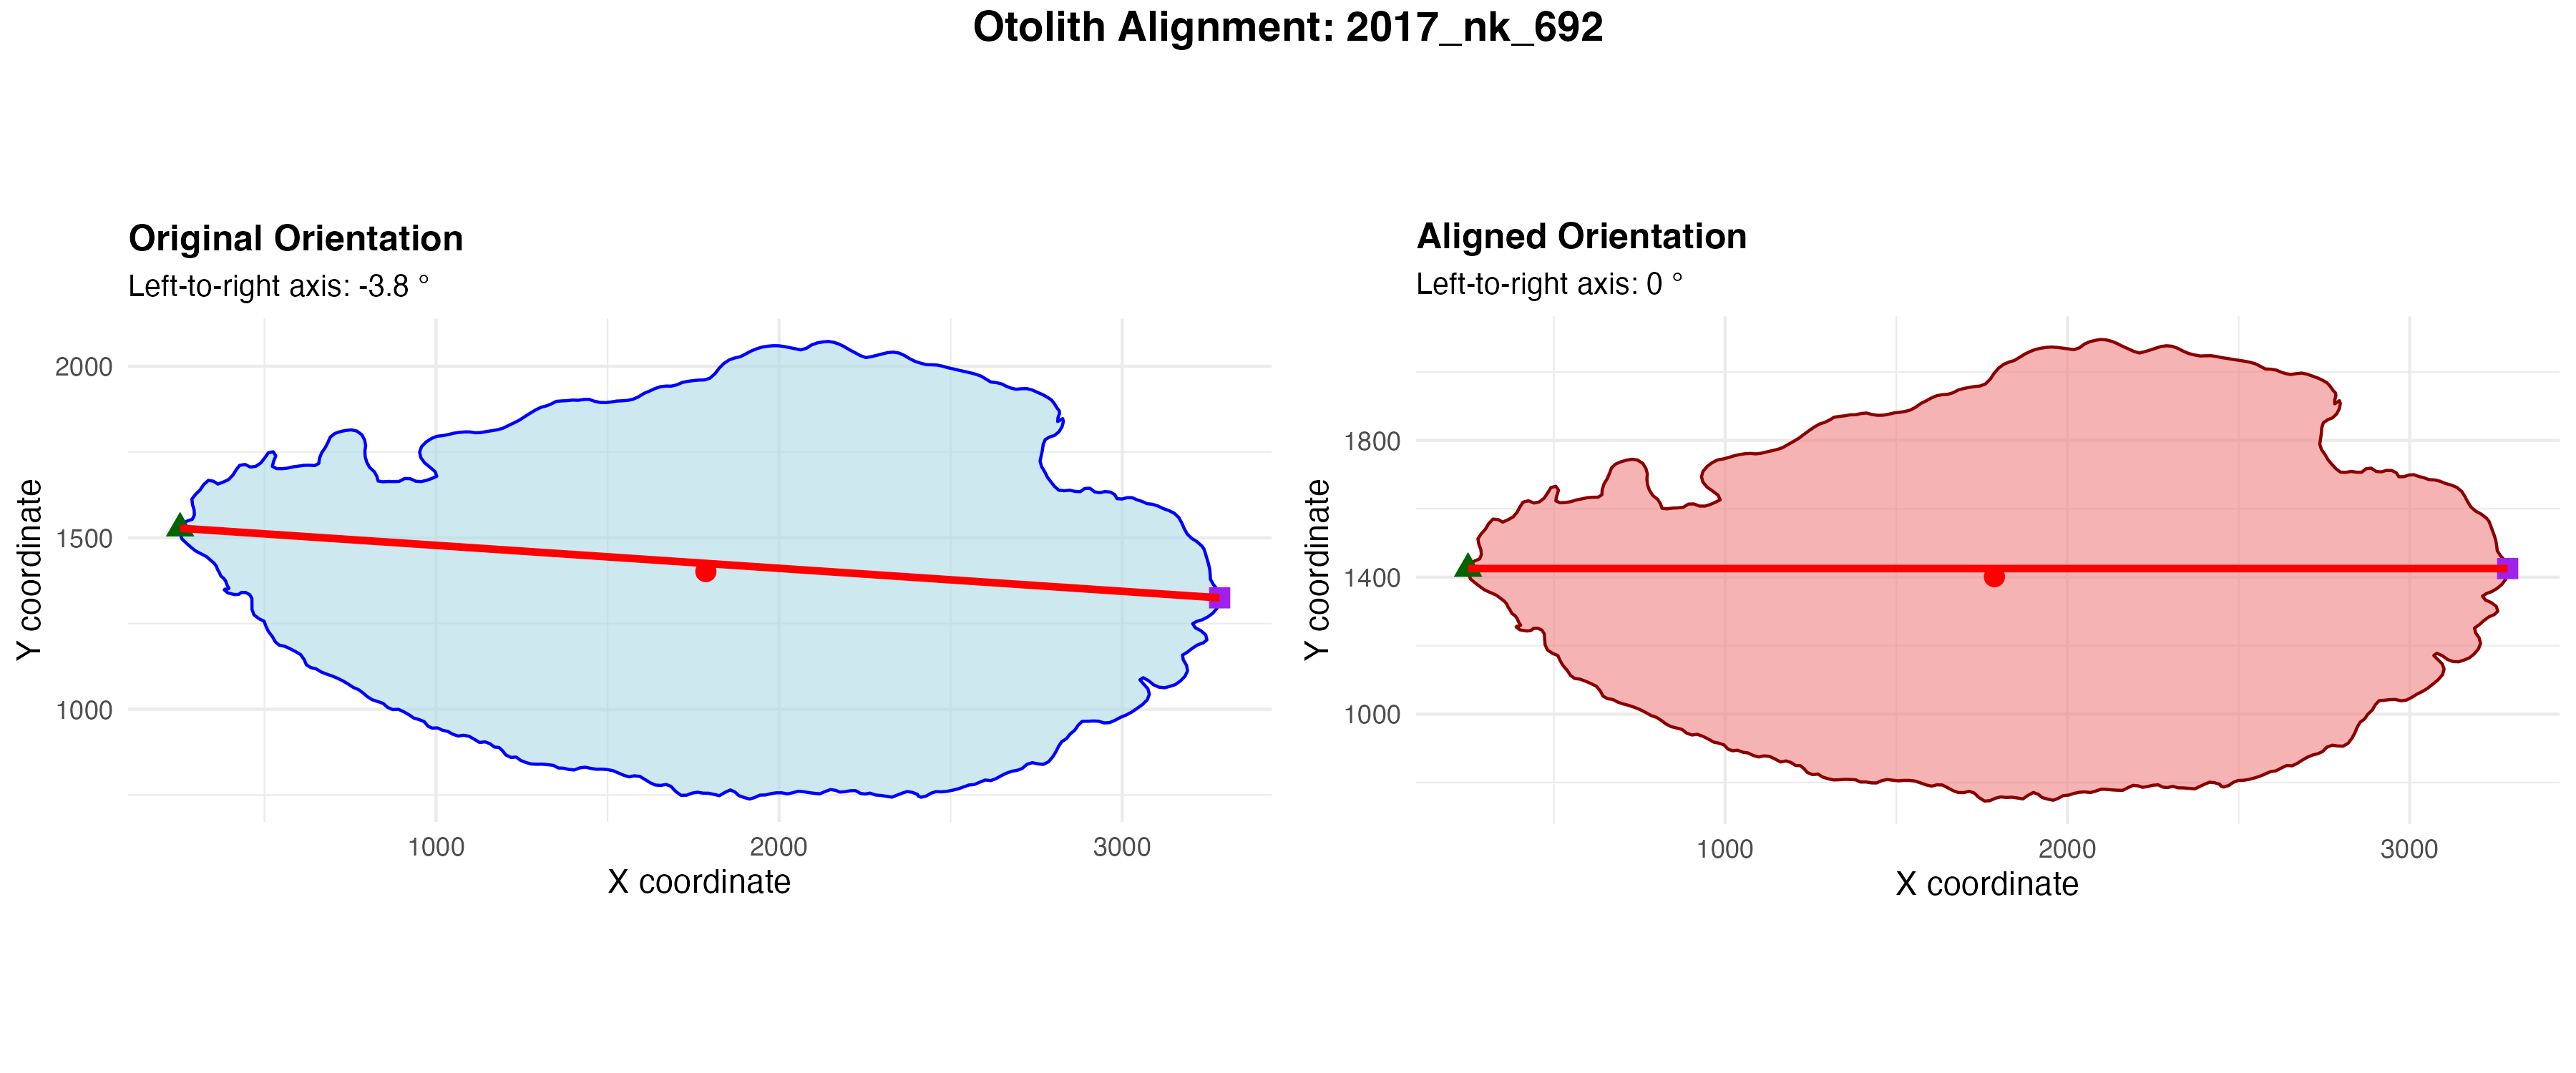 Otolith Alignment: 2017_nk_692
Original Orientation
Left-to-right axis: -3.8 °
2000
1500
1000
Y coordinate
1000
2000
3000
X coordinate
Aligned Orientation
Left-to-right axis: 0 °
1800
1400
1000
Y coordinate
1000
2000
3000
X coordinate